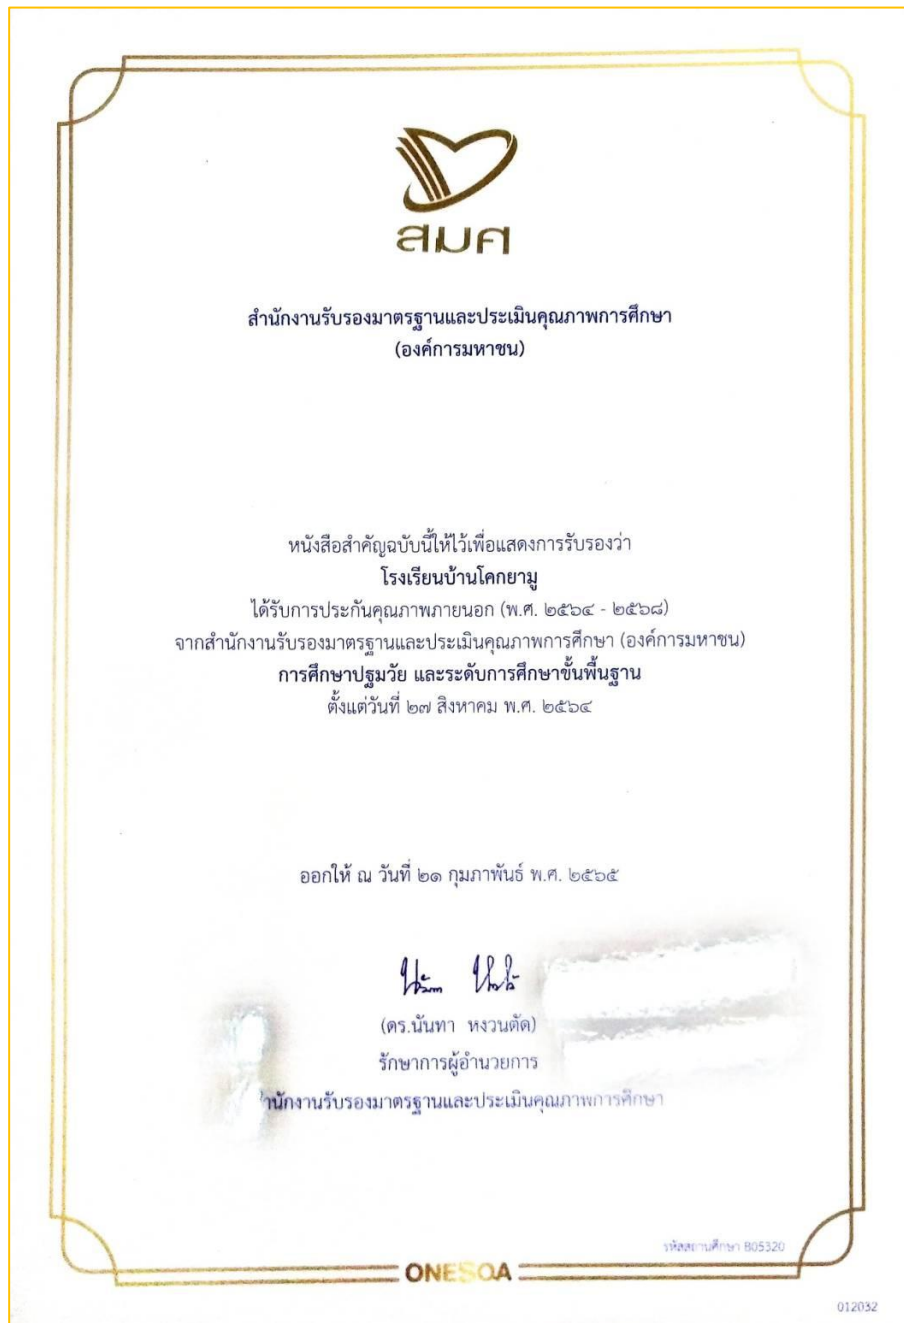 สมศ
สำนักงานรับรองมาตรฐานและประเมินคุณภาพการศึกษา
(องค์การมหาชน)
หนังสือสำคัญฉบับนี้ให้ไว้เพื่อแสดงการรับรองว่า
โรงเรียนบ้านโคกยามู
ได้รับการประกันคุณภาพภายนอก (พ.ศ. ๒๕๖๔ - ๒๕๖๘)
จากสำนักงานรับรองมาตรฐานและประเมินคุณภาพการศึกษา (องค์การมหาชน)
การศึกษาปฐมวัย และระดับการศึกษาขั้นพื้นฐาน
ตั้งแต่วันที่ ๒๗ สิงหาคม พ.ศ. ๒๕๖๔
ออกให้ ณ วันที่ ๒๑ กุมภาพันธ์ พ.ศ. ๒๕๖๕
(ดร.นันทา หงวนตัด)
รักษาการผู้อำนวยการ
สำนักงานรับรองมาตรฐานและประเมินคุณภาพการศึกษา
รหัสสถานศึกษา B05320
ONESQA
012032